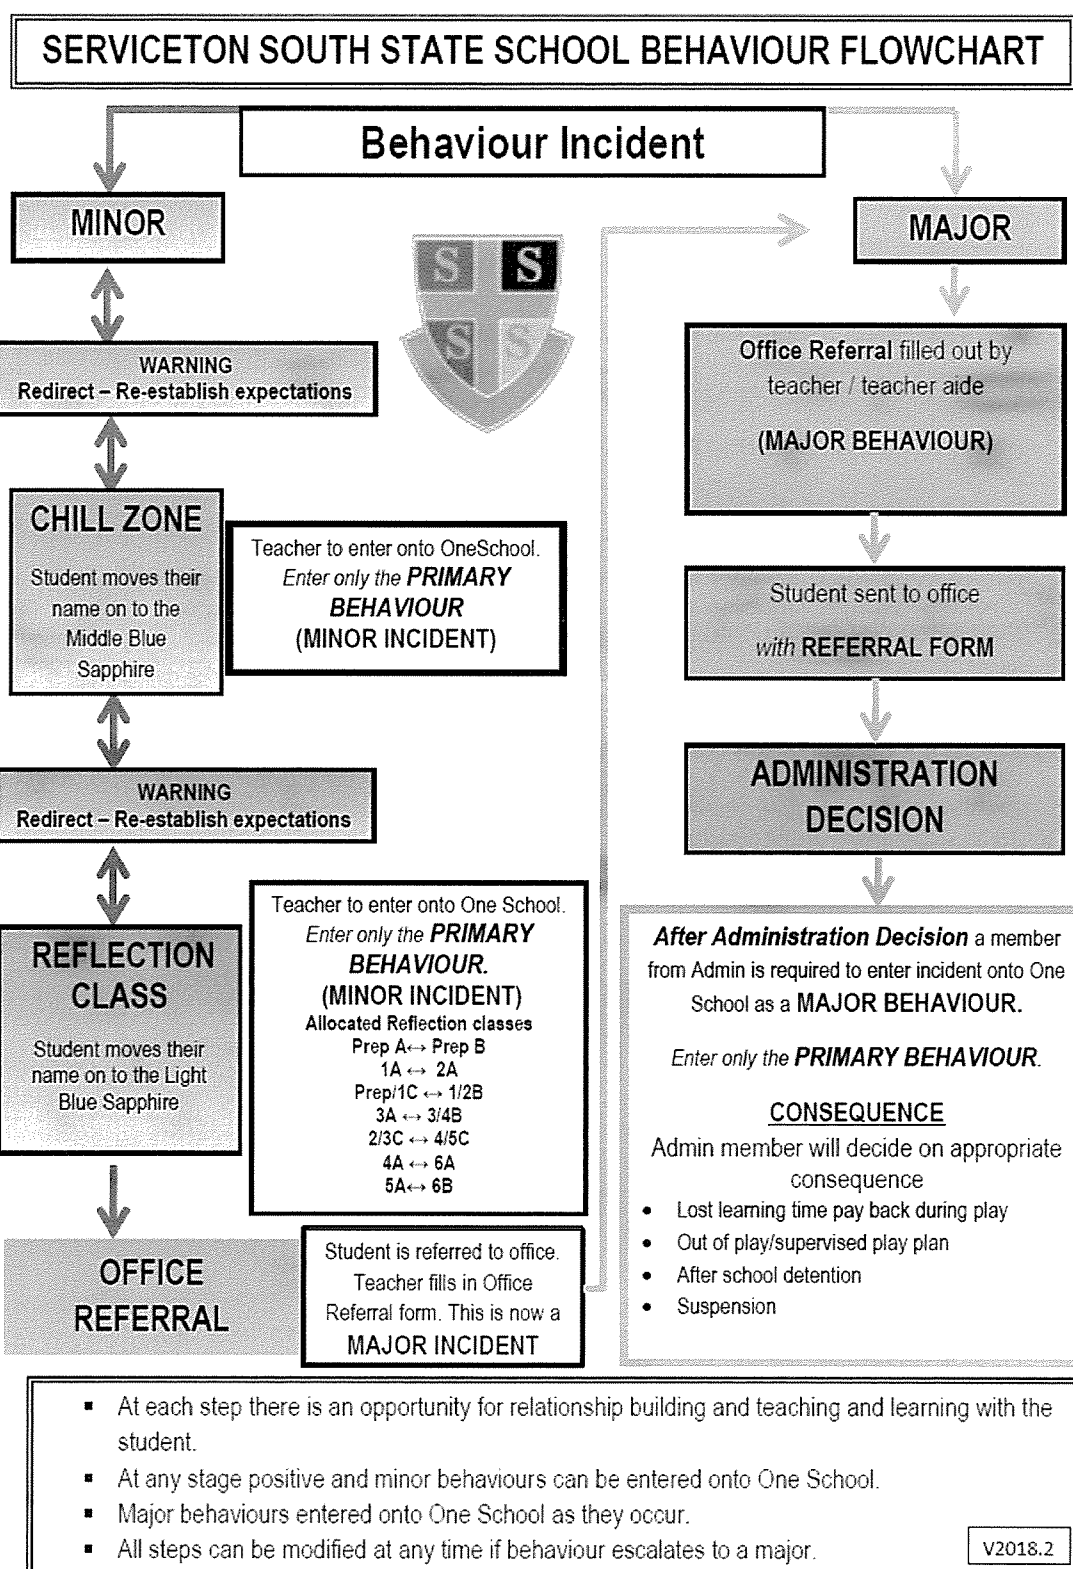 SERVICETON SOUTH STATE SCHOOL BEHAVIOUR FLOWCHART
Behaviour Incident
MINOR
WARNING
Redirect – Re-establish expectations
CHILL ZONE
Student moves their
name on to the
Middle Blue
Sapphire
Teacher to enter onto OneSchool.
Enter only the PRIMARY
BEHAVIOUR
(MINOR INCIDENT)
WARNING
Redirect – Re-establish expectations
REFLECTION
CLASS
Student moves their
name on to the Light
Blue Sapphire
Teacher to enter onto One School.
Enter only the PRIMARY
BEHAVIOUR.
(MINOR INCIDENT)
Allocated Reflection classes
Prep A↔ Prep B
1A ↔ 2A
Prep/1C ↔ 1/2B
3A ↔ 3/4B
2/3C ↔ 4/5C
4A ↔ 6A
5A↔ 6B
OFFICE
REFERRAL
Student is referred to office.
Teacher fills in Office
Referral form. This is now a
MAJOR INCIDENT
S S
S S
MAJOR
Office Referral filled out by
teacher / teacher aide
(MAJOR BEHAVIOUR)
Student sent to office
with REFERRAL FORM
ADMINISTRATION
DECISION
After Administration Decision a member
from Admin is required to enter incident onto One
School as a MAJOR BEHAVIOUR.
Enter only the PRIMARY BEHAVIOUR.
CONSEQUENCE
Admin member will decide on appropriate
consequence
• Lost learning time pay back during play
• Out of play/supervised play plan
• After school detention
• Suspension
▪ At each step there is an opportunity for relationship building and teaching and learning with the
student.
▪ At any stage positive and minor behaviours can be entered onto One School.
▪ Major behaviours entered onto One School as they occur.
▪ All steps can be modified at any time if behaviour escalates to a major.
V2018.2